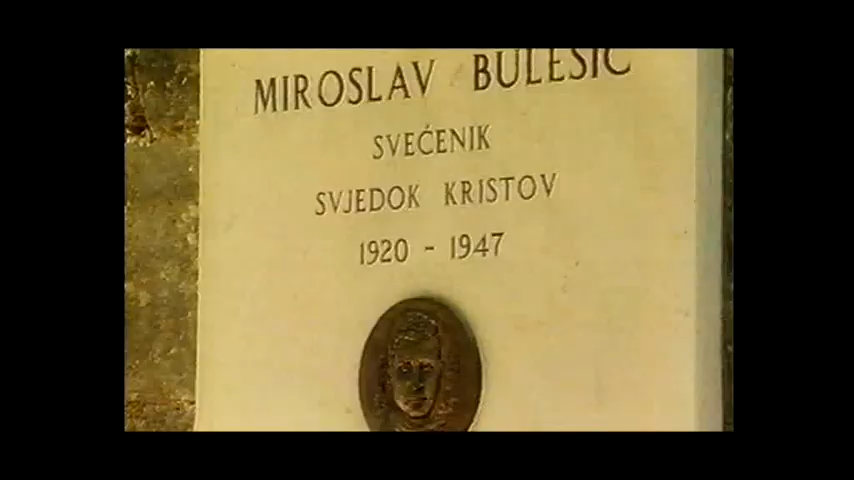 MIROSLAV BULEŠIĆ
SVEĆENIK
SVJEDOK KRISTOV
1920 - 1947